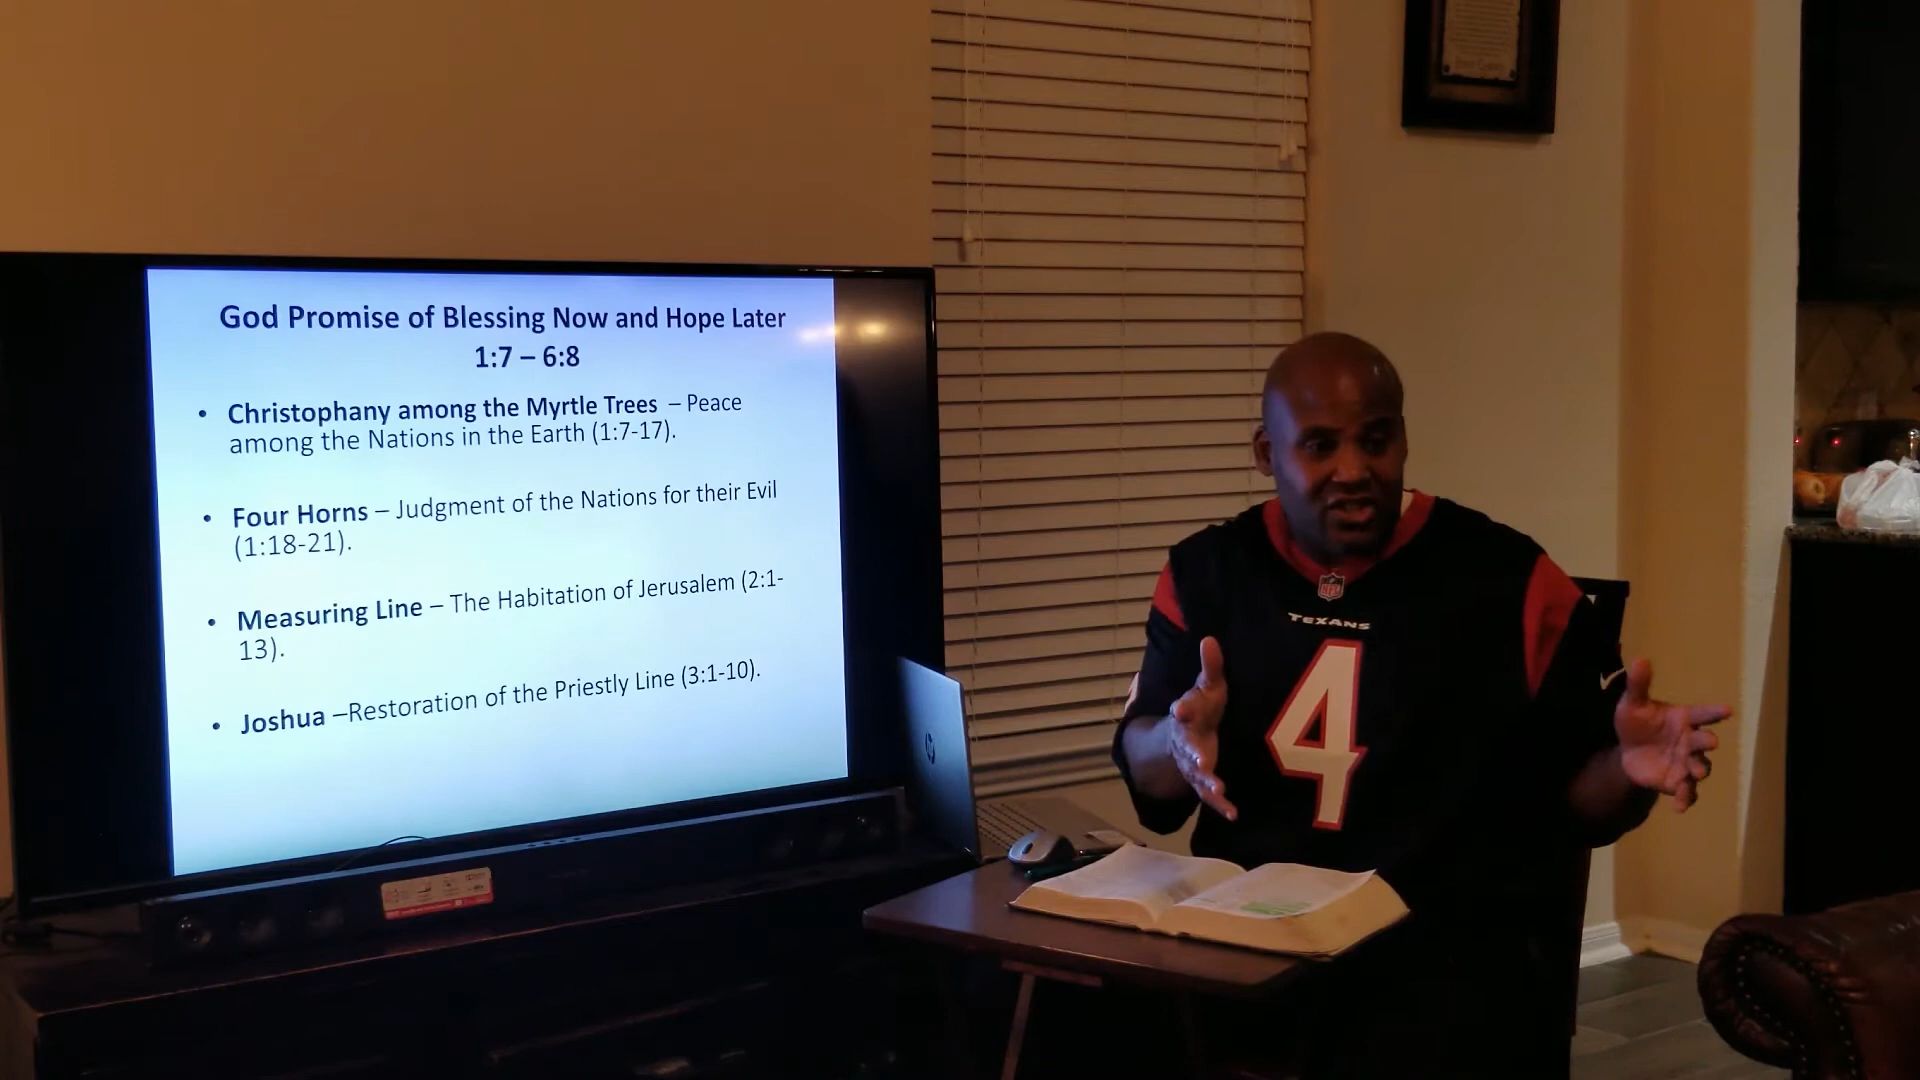 God Promise of Blessing Now and Hope Later
1:7 – 6:8
• Christophany among the Myrtle Trees – Peace
among the Nations in the Earth (1:7-17).
• Four Horns – Judgment of the Nations for their Evil
(1:18-21).
• Measuring Line – The Habitation of Jerusalem (2:1-
13).
• Joshua –Restoration of the Priestly Line (3:1-10).
hp
NFL
TEXANS
4